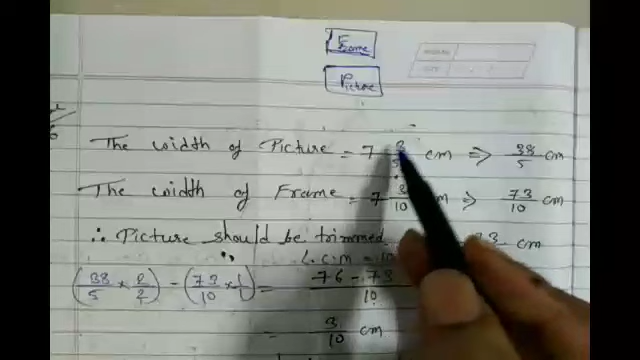 Frame
Picture
The width of Picture = 7 3/5 cm ⇒ 38/5 cm
The width of Frame = 7 3/10 cm ⇒ 73/10 cm
∴ Picture should be trimmed 73 cm
L.C.M = 10
(38/5 × 2/2) - (73/10 × 1/1) = 76 - 73 / 10
= 3/10 cm